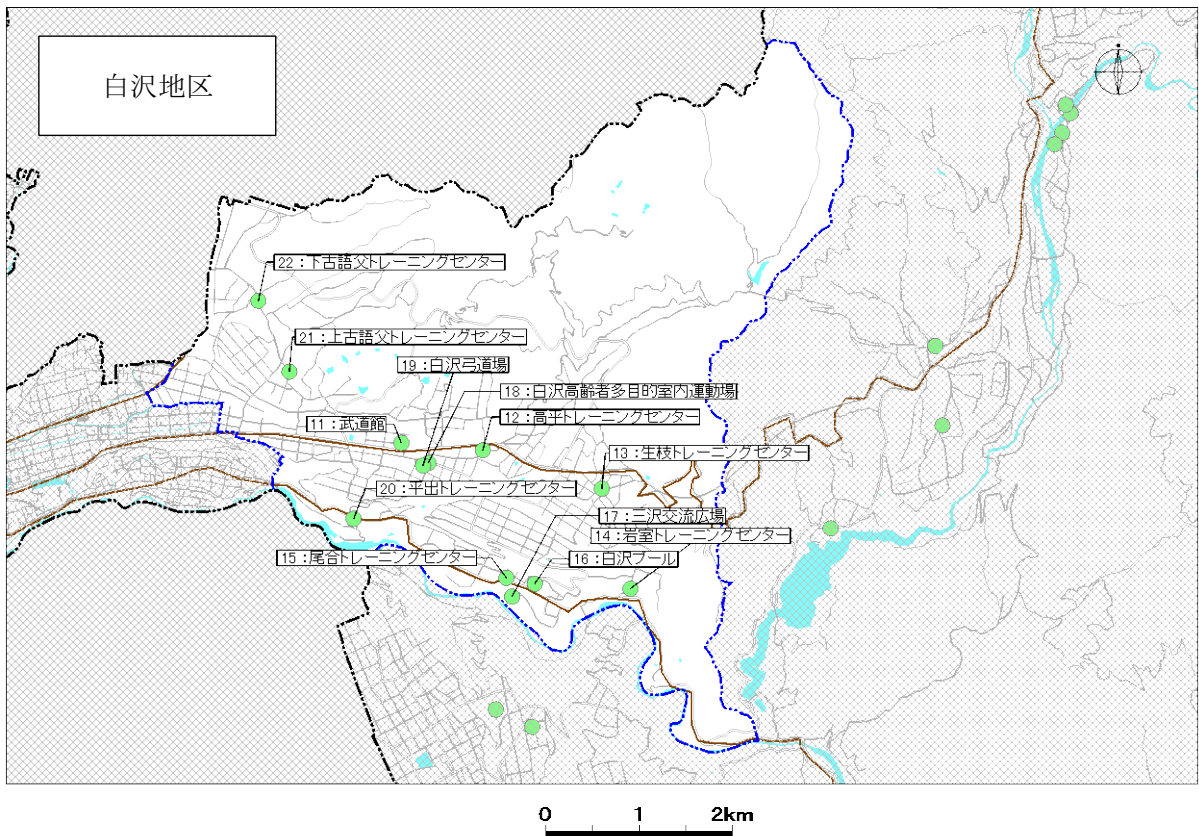 白沢地区
22：下古語父トレーニングセンター
21：上古語父トレーニングセンター
19：白沢弓道場
18：白沢高齢者多目的室内運動場
11：武道館
12：高平トレーニングセンター
13：生枝トレーニングセンター
20：平出トレーニングセンター
17：三沢交流広場
14：岩室トレーニングセンター
15：尾合トレーニングセンター
16：白沢プール
0 1 2km